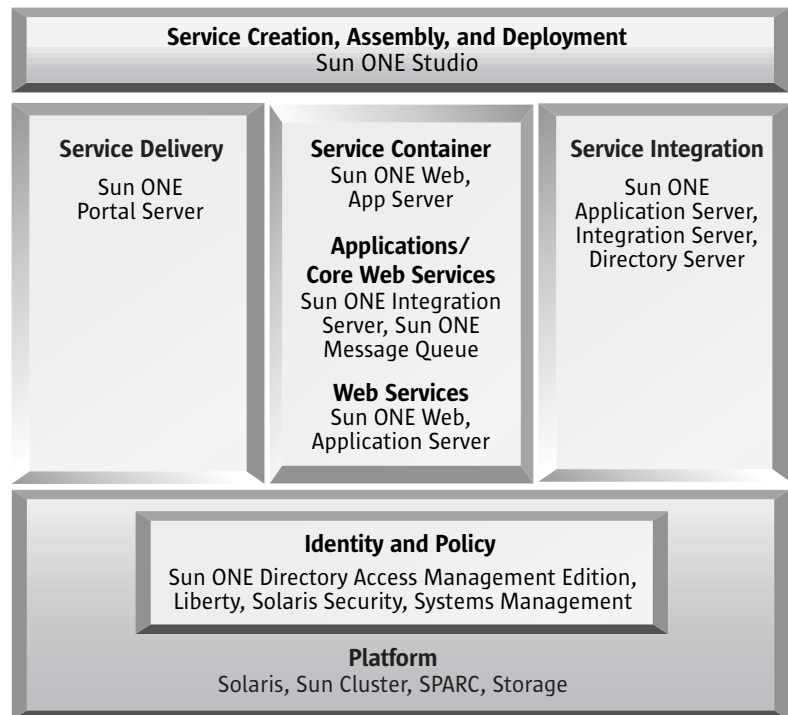 Service Creation, Assembly, and Deployment
Sun ONE Studio
Service Delivery
Sun ONE
Portal Server
Service Container
Sun ONE Web,
App Server
Applications/
Core Web Services
Sun ONE Integration
Server, Sun ONE
Message Queue
Web Services
Sun ONE Web,
Application Server
Service Integration
Sun ONE
Application Server,
Integration Server,
Directory Server
Identity and Policy
Sun ONE Directory Access Management Edition,
Liberty, Solaris Security, Systems Management
Platform
Solaris, Sun Cluster, SPARC, Storage